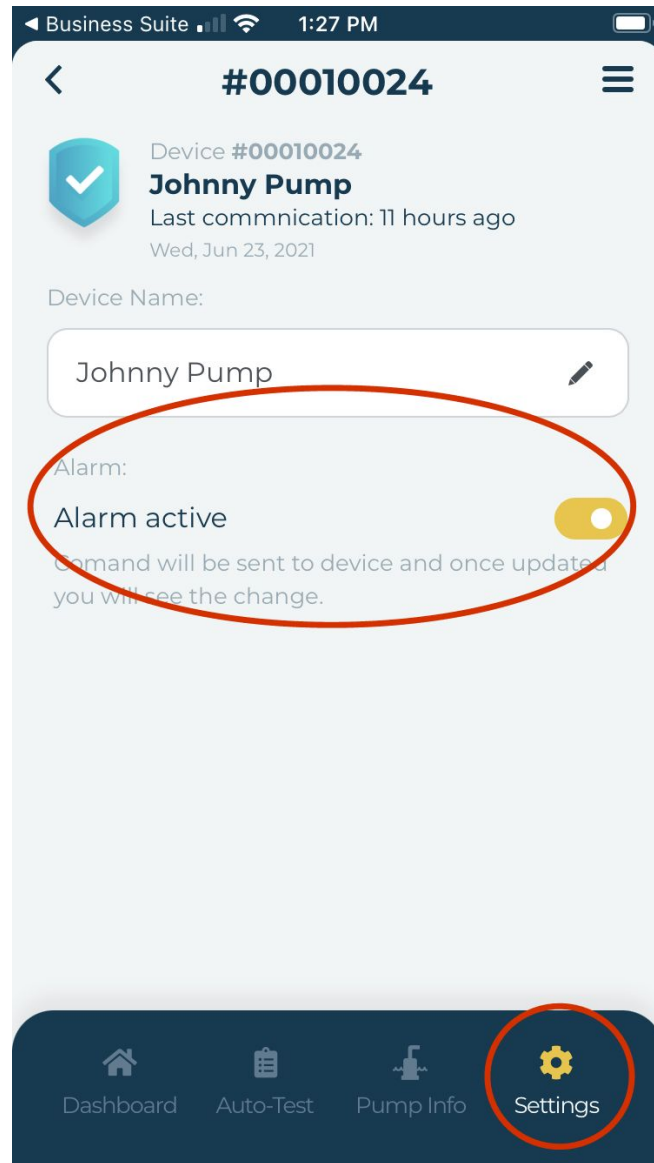 Business Suite 1:27 PM
#00010024
Device #00010024
Johnny Pump
Last commnication: 11 hours ago
Wed, Jun 23, 2021
Device Name:
Johnny Pump
Alarm:
Alarm active
Comand will be sent to device and once updated
you will see the change.
Dashboard Auto-Test Pump Info Settings